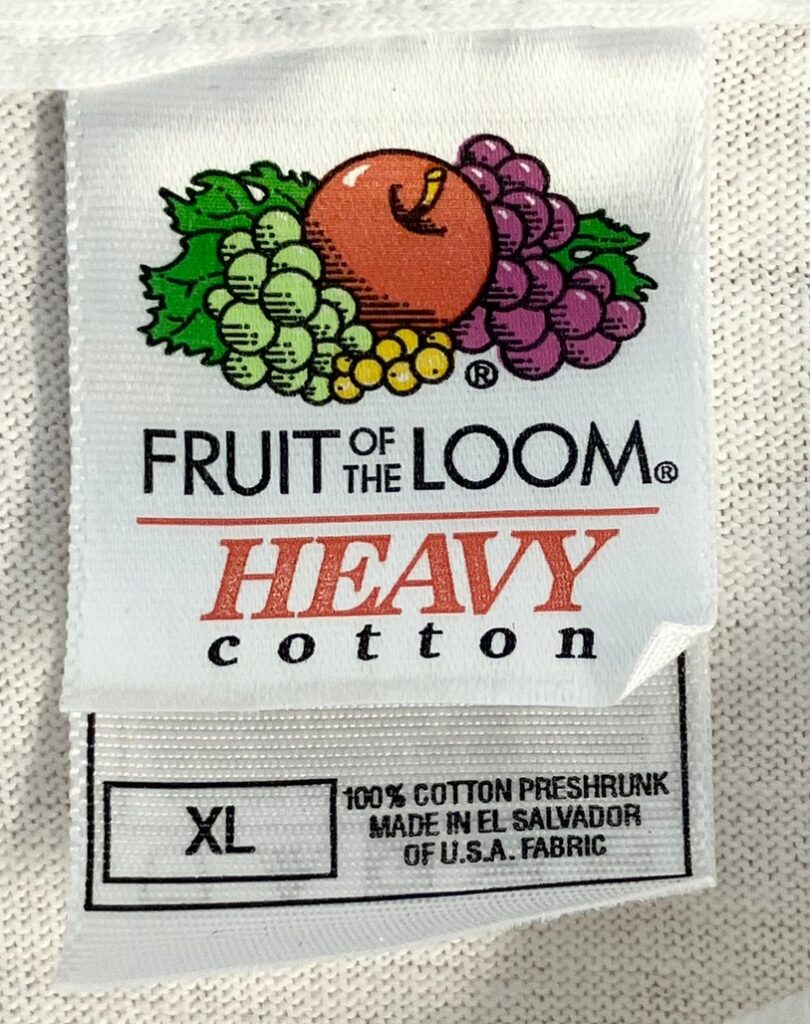 ®
FRUIT OF THE LOOM®
HEAVY
cotton
XL
100% COTTON PRESHRUNK
MADE IN EL SALVADOR
OF U.S.A. FABRIC